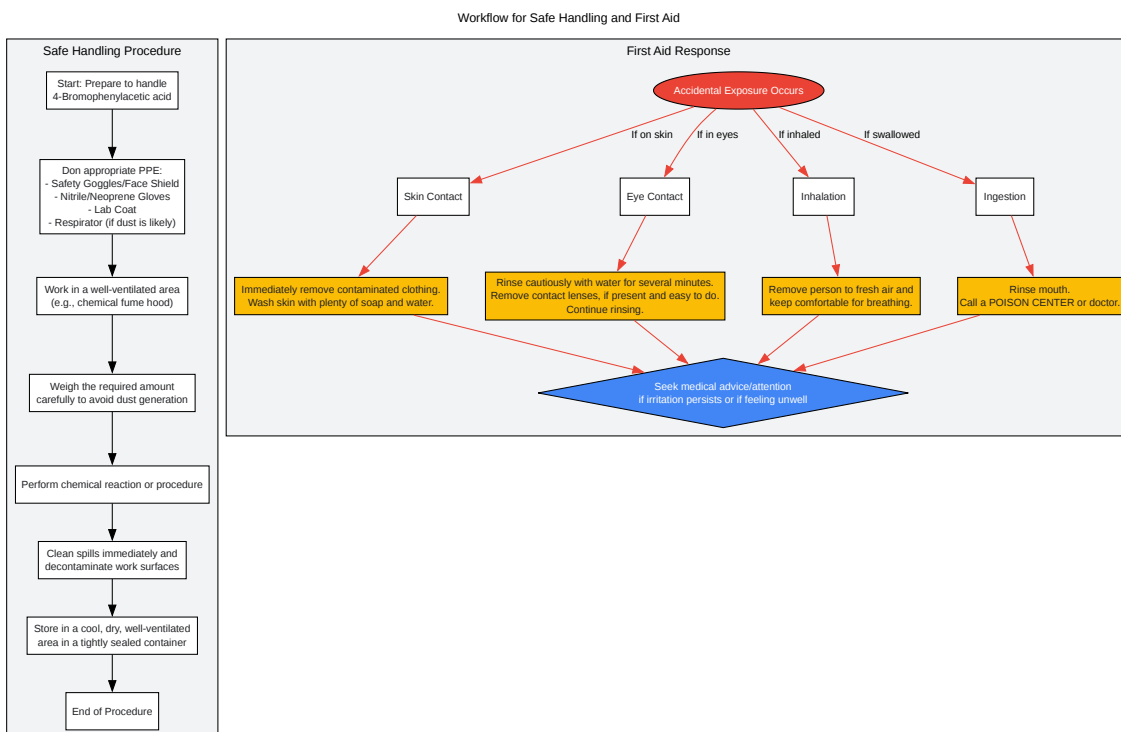 Workflow for Safe Handling and First Aid
Safe Handling Procedure
Start: Prepare to handle
4-Bromophenylacetic acid
Don appropriate PPE:
- Safety Goggles/Face Shield
- Nitrile/Neoprene Gloves
- Lab Coat
- Respirator (if dust is likely)
Work in a well-ventilated area
(e.g., chemical fume hood)
Weigh the required amount
carefully to avoid dust generation
Perform chemical reaction or procedure
Clean spills immediately and
decontaminate work surfaces
Store in a cool, dry, well-ventilated
area in a tightly sealed container
End of Procedure
First Aid Response
Accidental Exposure Occurs
If on skin
If in eyes
If inhaled
If swallowed
Skin Contact
Eye Contact
Inhalation
Ingestion
Immediately remove contaminated clothing.
Wash skin with plenty of soap and water.
Rinse cautiously with water for several minutes.
Remove contact lenses, if present and easy to do.
Continue rinsing.
Remove person to fresh air and
keep comfortable for breathing.
Rinse mouth.
Call a POISON CENTER or doctor.
Seek medical advice/attention
if irritation persists or if feeling unwell